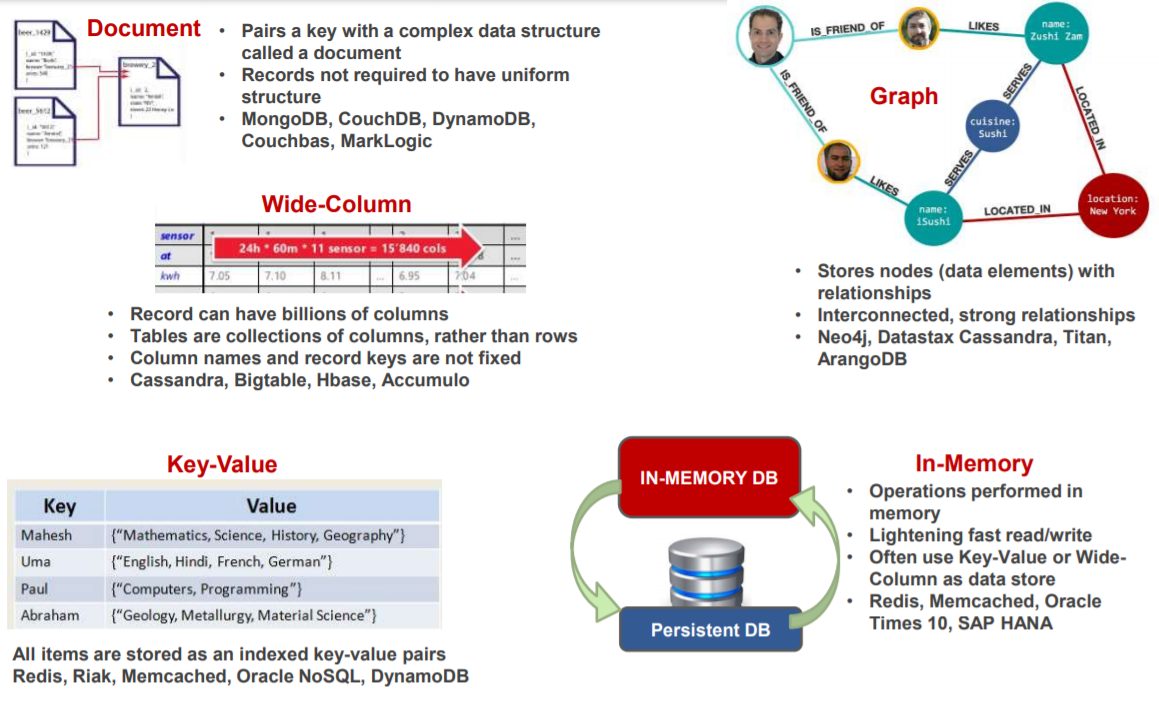 Document
• Pairs a key with a complex data structure
called a document
• Records not required to have uniform
structure
• MongoDB, CouchDB, DynamoDB,
Couchbas, MarkLogic
beer_1429
brewery_2
beer_5612
Wide-Column
sensor
at
kwh 7.05 7.10 8.11 ... 6.95 7.04 ...
24h * 60m * 11 sensor = 15'840 cols
...
...
• Record can have billions of columns
• Tables are collections of columns, rather than rows
• Column names and record keys are not fixed
• Cassandra, Bigtable, Hbase, Accumulo
Graph
IS_FRIEND_OF
LIKES
name:
Zushi Zam
IS_FRIEND_OF
SERVES
LOCATED_IN
cuisine:
Sushi
SERVES
LIKES
name:
iSushi
LOCATED_IN
location:
New York
• Stores nodes (data elements) with
relationships
• Interconnected, strong relationships
• Neo4j, Datastax Cassandra, Titan,
ArangoDB
Key-Value
Key Value
Mahesh {"Mathematics, Science, History, Geography"}
Uma {"English, Hindi, French, German"}
Paul {"Computers, Programming"}
Abraham {"Geology, Metallurgy, Material Science"}
All items are stored as an indexed key-value pairs
Redis, Riak, Memcached, Oracle NoSQL, DynamoDB
IN-MEMORY DB
Persistent DB
In-Memory
• Operations performed in
memory
• Lightening fast read/write
• Often use Key-Value or Wide-
Column as data store
• Redis, Memcached, Oracle
Times 10, SAP HANA